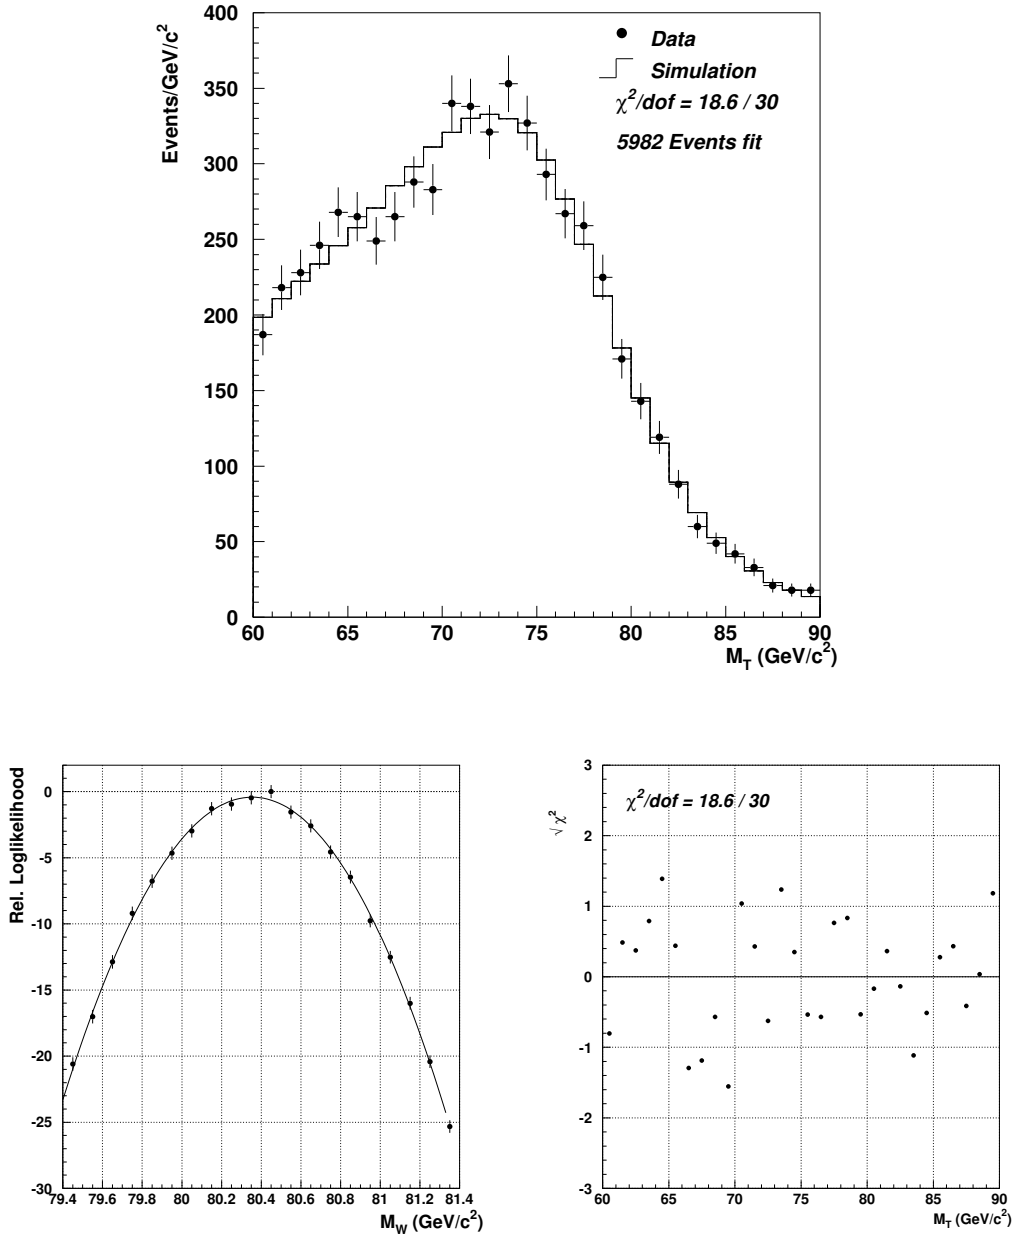 400
350
300
250
200
150
100
50
0
Events/GeV/c²
Data
Simulation
χ²/dof = 18.6 / 30
5982 Events fit
60 65 70 75 80 85 90
M_T (GeV/c²)
Rel. Loglikelihood
0
-5
-10
-15
-20
-25
-30
79.4 79.6 79.8 80 80.2 80.4 80.6 80.8 81 81.2 81.4
M_W (GeV/c²)
√χ²
3
2
1
0
-1
-2
-3
χ²/dof = 18.6 / 30
60 65 70 75 80 85 90
M_T (GeV/c²)